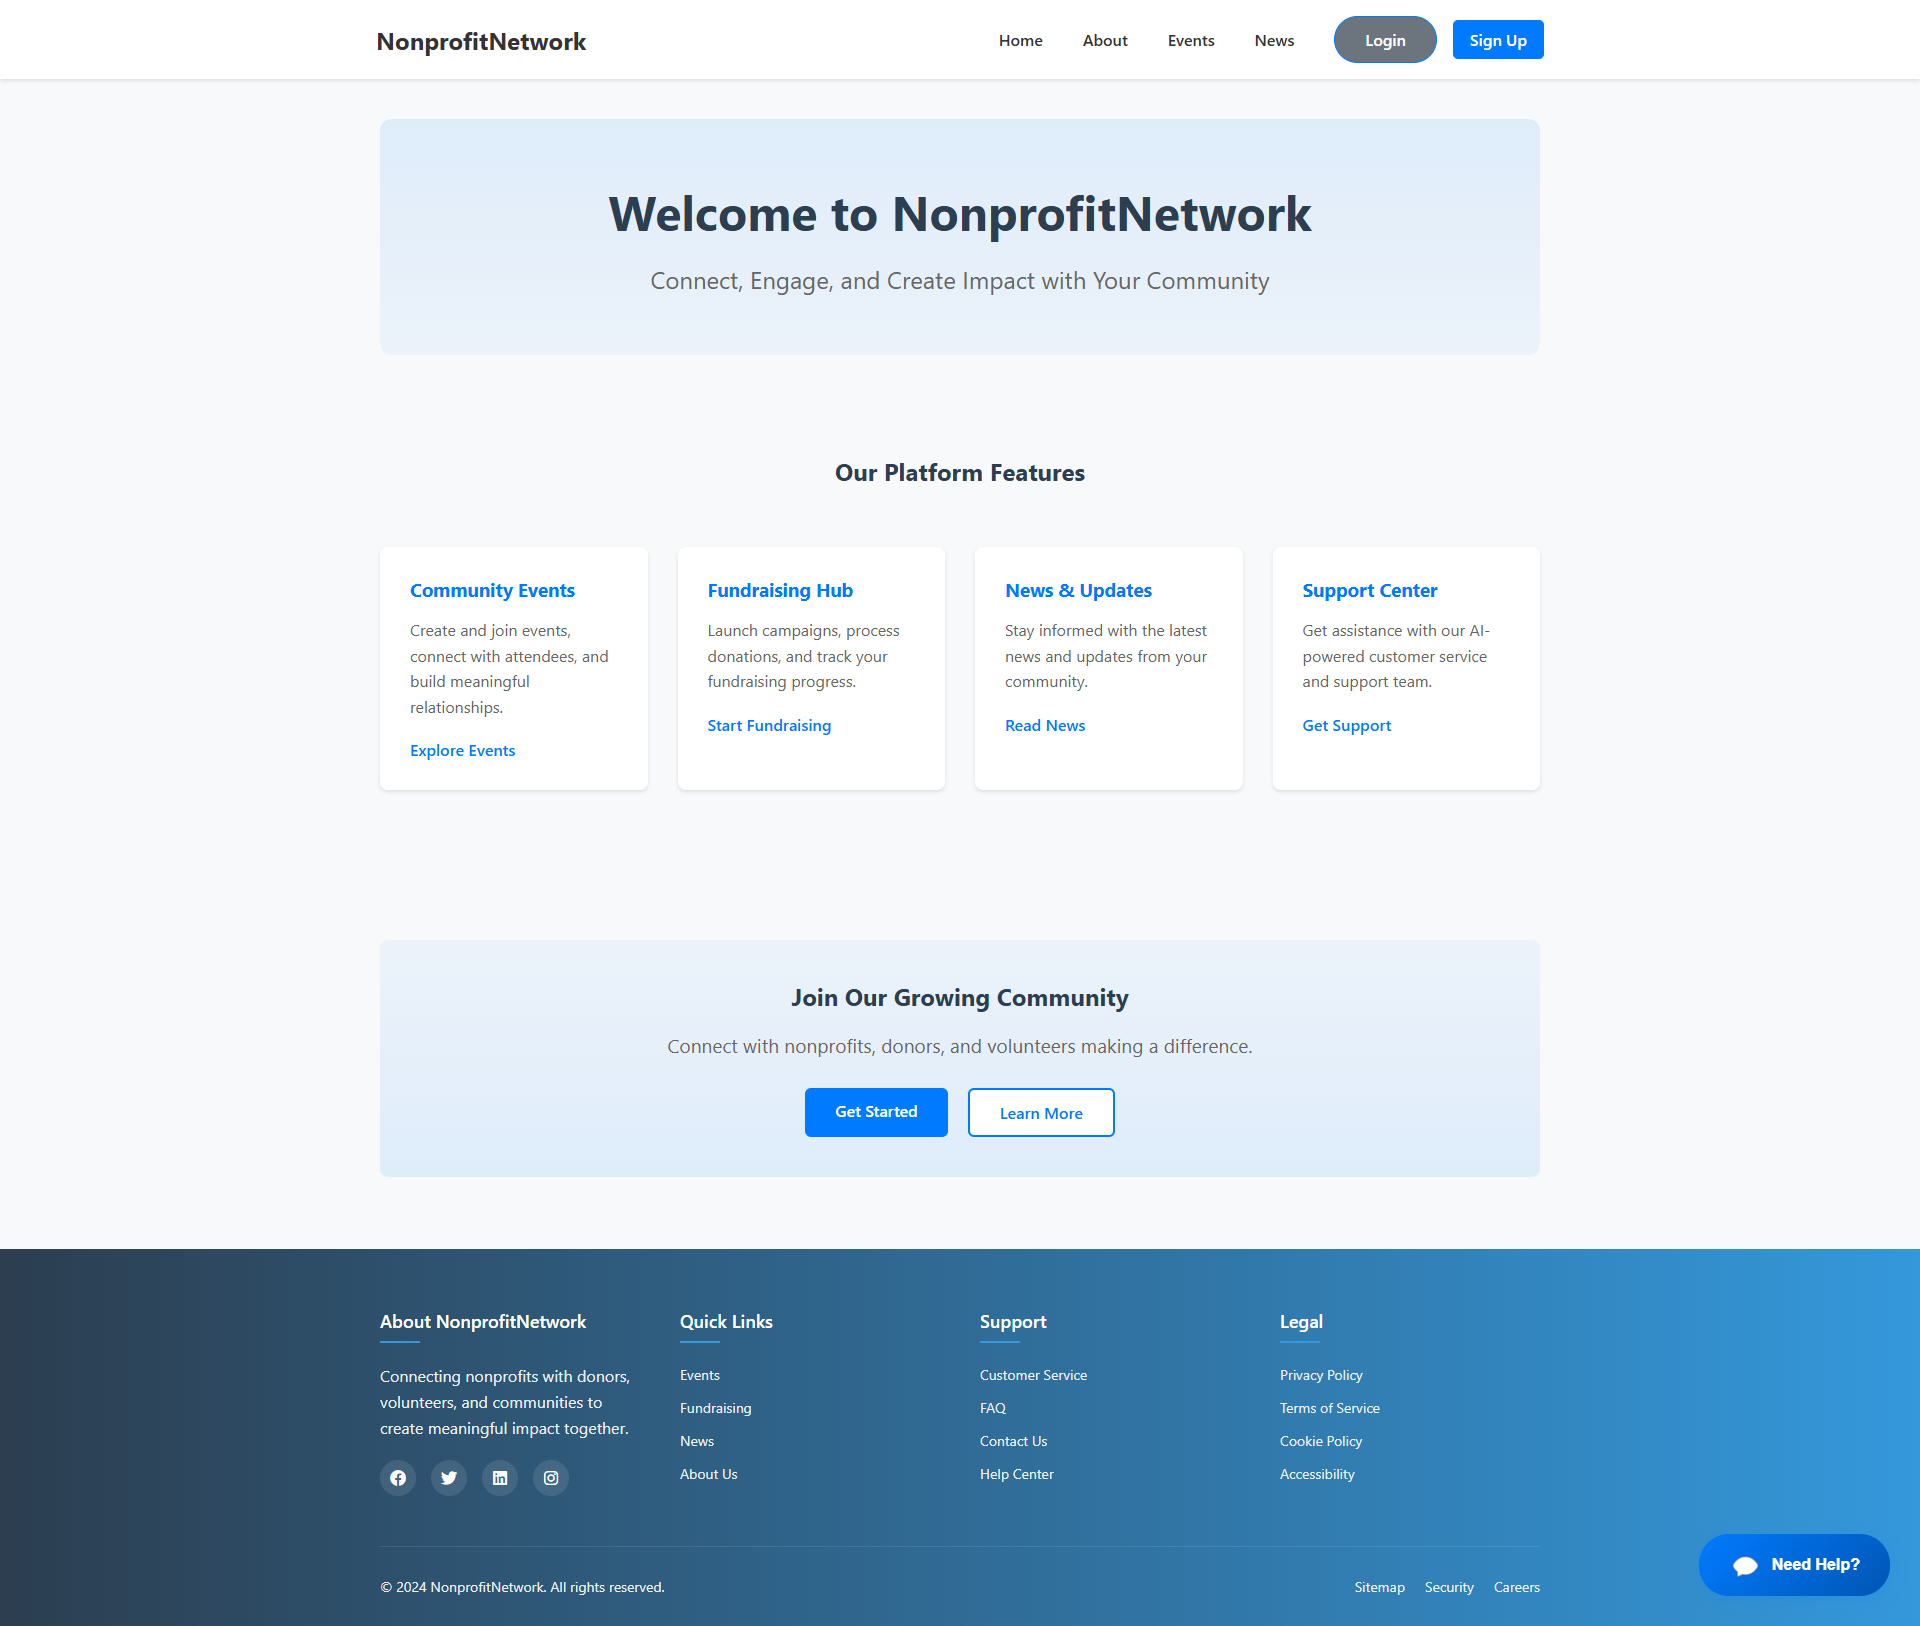 NonprofitNetwork
Home
About
Events
News
Login
Sign Up
Welcome to NonprofitNetwork
Connect, Engage, and Create Impact with Your Community
Our Platform Features
Community Events
Create and join events,
connect with attendees, and
build meaningful
relationships.
Explore Events
Fundraising Hub
Launch campaigns, process
donations, and track your
fundraising progress.
Start Fundraising
News & Updates
Stay informed with the latest
news and updates from your
community.
Read News
Support Center
Get assistance with our AI-
powered customer service
and support team.
Get Support
Join Our Growing Community
Connect with nonprofits, donors, and volunteers making a difference.
Get Started
Learn More
About NonprofitNetwork
Connecting nonprofits with donors,
volunteers, and communities to
create meaningful impact together.
Quick Links
Events
Fundraising
News
About Us
Support
Customer Service
FAQ
Contact Us
Help Center
Legal
Privacy Policy
Terms of Service
Cookie Policy
Accessibility
© 2024 NonprofitNetwork. All rights reserved.
Sitemap
Security
Careers
Need Help?